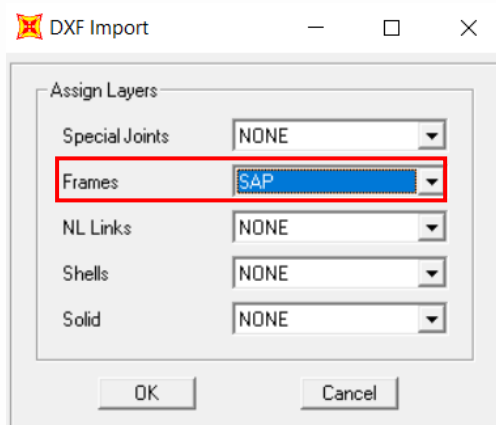 DXF Import
Assign Layers
Special Joints NONE
Frames SAP
NL Links NONE
Shells NONE
Solid NONE
OK Cancel